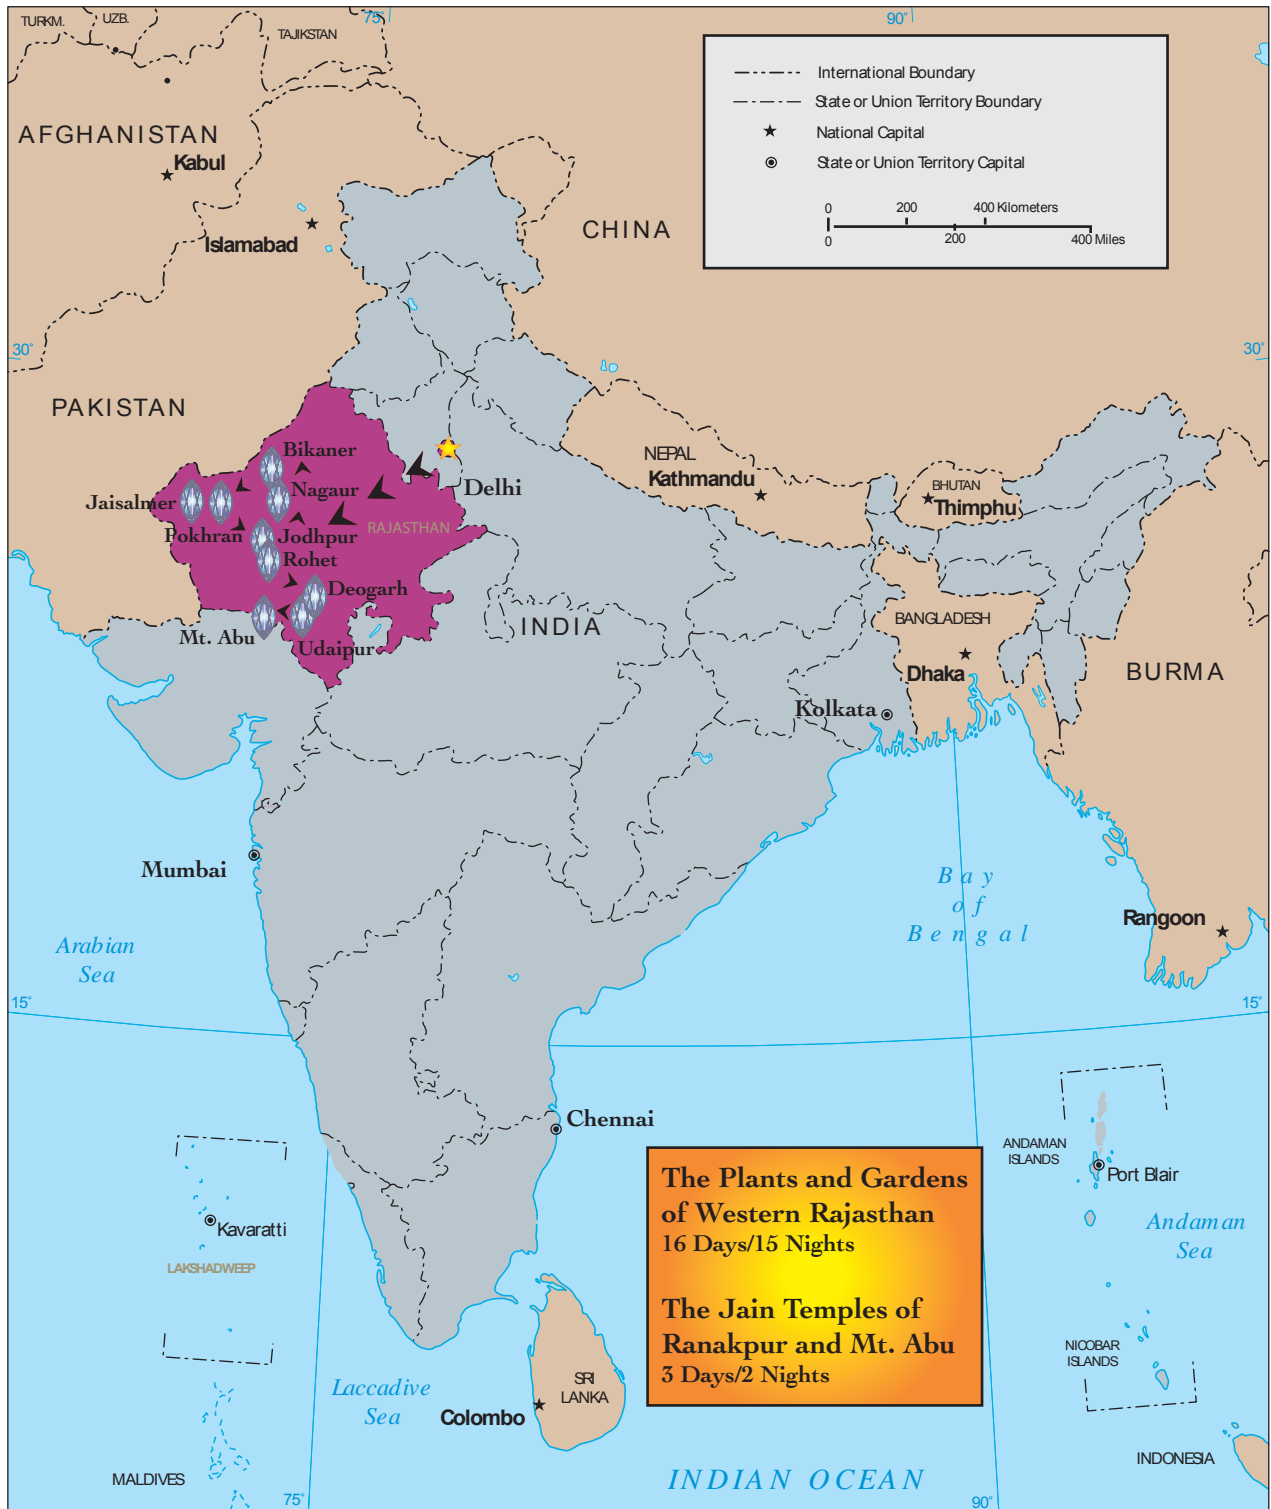 TURKM.
UZB.
75°
90°
TAJIKSTAN
AFGHANISTAN
Kabul
Islamabad
CHINA
International Boundary
State or Union Territory Boundary
National Capital
State or Union Territory Capital
0 200 400 Kilometers
0 200 400 Miles
30°
30°
PAKISTAN
Bikaner
Nagaur
Delhi
Jaisalmer
Pokhran
Jodhpur
RAJASTHAN
Rohet
Deogarh
Mt. Abu
Udaipur
NEPAL
Kathmandu
BHUTAN
Thimphu
INDIA
BANGLADESH
Dhaka
BURMA
Kolkata
Mumbai
Bay
of
Bengal
Rangoon
Arabian
Sea
15°
15°
Chennai
ANDAMAN
ISLANDS
Port Blair
The Plants and Gardens
of Western Rajasthan
16 Days/15 Nights
The Jain Temples of
Ranakpur and Mt. Abu
3 Days/2 Nights
Kavaratti
LAKSHADWEEP
Andaman
Sea
NICOBAR
ISLANDS
SRI
LANKA
Laccadive
Sea
Colombo
MALDIVES
INDIAN OCEAN
INDONESIA
75°
90°